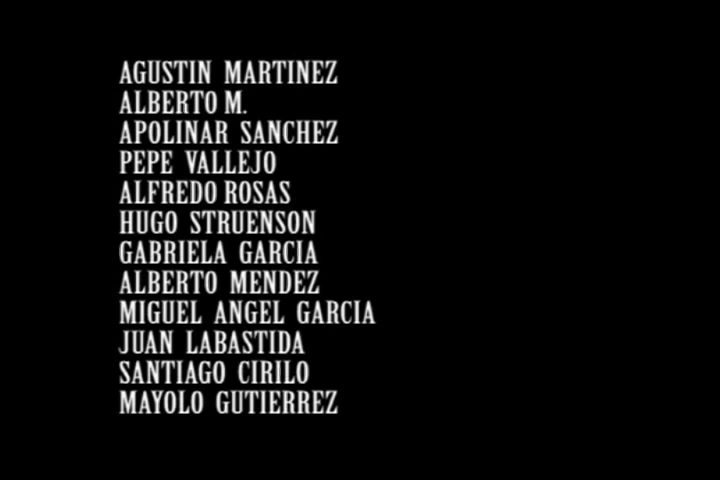 AGUSTIN MARTINEZ
ALBERTO M.
APOLINAR SANCHEZ
PEPE VALLEJO
ALFREDO ROSAS
HUGO STRUENSON
GABRIELA GARCIA
ALBERTO MENDEZ
MIGUEL ANGEL GARCIA
JUAN LABASTIDA
SANTIAGO CIRILO
MAYOLO GUTIERREZ